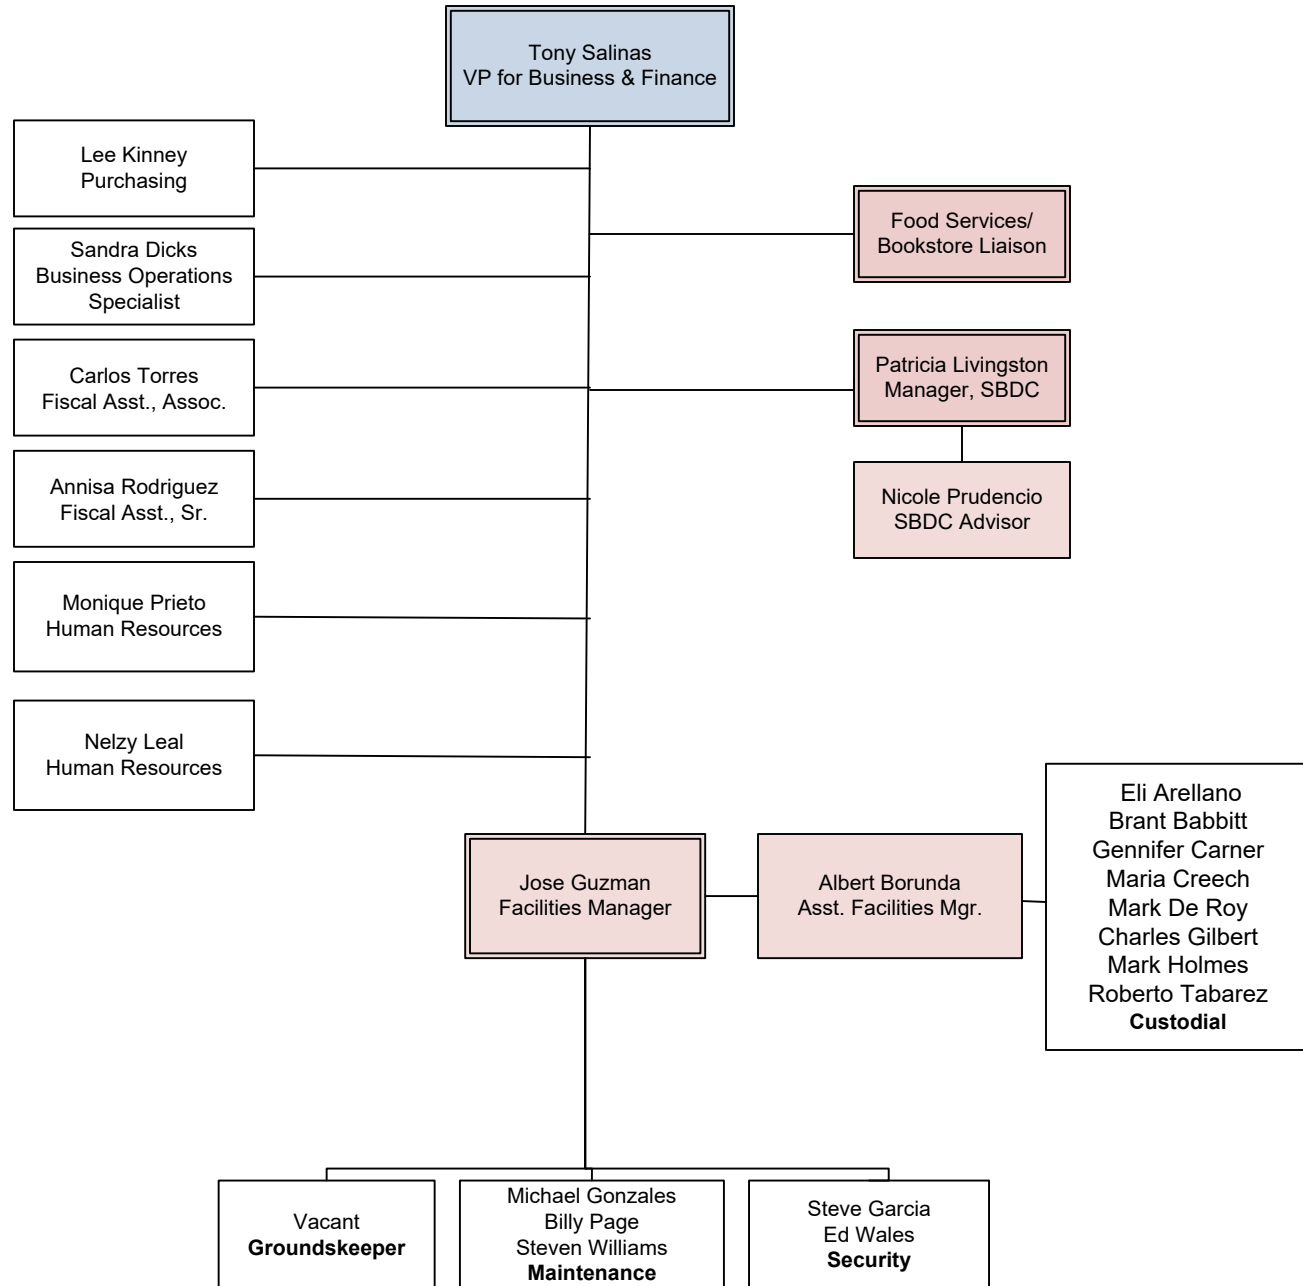 Tony Salinas
VP for Business & Finance
Lee Kinney
Purchasing
Food Services/
Bookstore Liaison
Sandra Dicks
Business Operations
Specialist
Patricia Livingston
Manager, SBDC
Carlos Torres
Fiscal Asst., Assoc.
Annisa Rodriguez
Fiscal Asst., Sr.
Nicole Prudencio
SBDC Advisor
Monique Prieto
Human Resources
Nelzy Leal
Human Resources
Jose Guzman
Facilities Manager
Albert Borunda
Asst. Facilities Mgr.
Eli Arellano
Brant Babbitt
Gennifer Carner
Maria Creech
Mark De Roy
Charles Gilbert
Mark Holmes
Roberto Tabarez
Custodial
Vacant
Groundskeeper
Michael Gonzales
Billy Page
Steven Williams
Maintenance
Steve Garcia
Ed Wales
Security